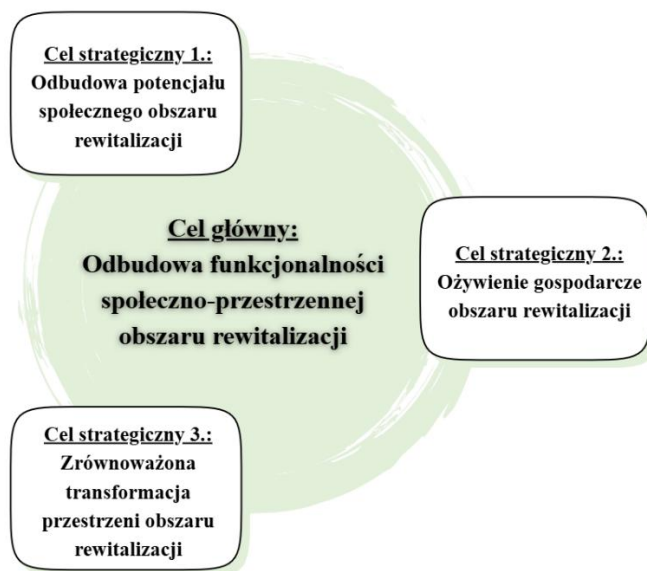 Cel strategiczny 1.:
Odbudowa potencjału
społecznego obszaru
rewitalizacji
Cel główny:
Odbudowa funkcjonalności
społeczno-przestrzennej
obszaru rewitalizacji
Cel strategiczny 2.:
Ożywienie gospodarcze
obszaru rewitalizacji
Cel strategiczny 3.:
Zrównoważona
transformacja
przestrzeni obszaru
rewitalizacji